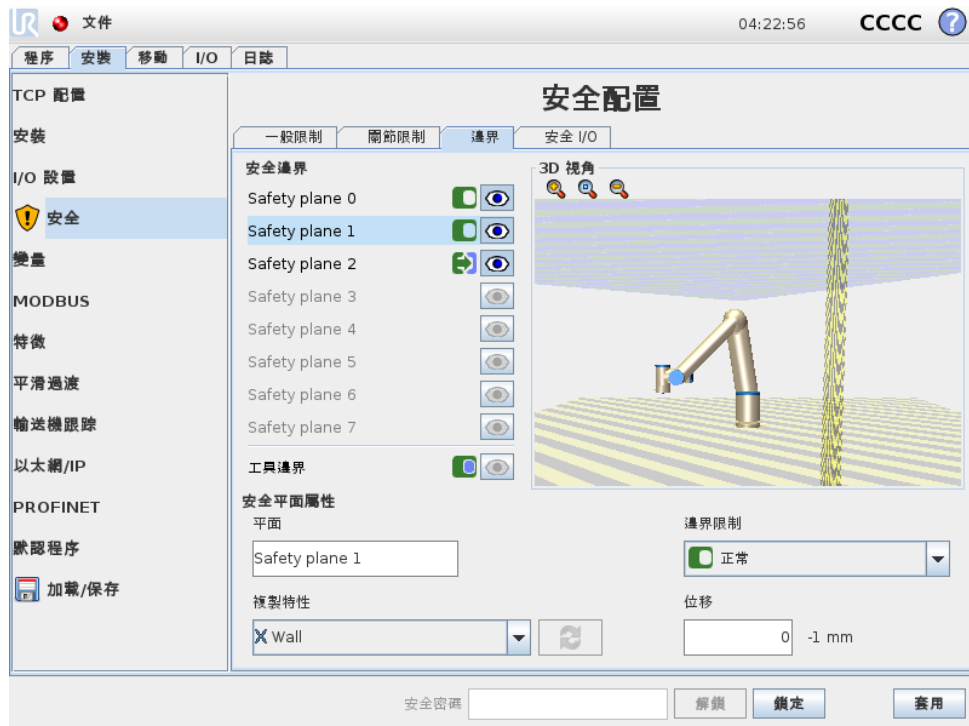 UR 文件 04:22:56 CCCC ?
程序 安裝 移動 I/O 日誌
TCP 配置
安裝
I/O 設置
安全
變量
MODBUS
特徵
平滑過渡
輸送機跟踪
以太網/IP
PROFINET
默認程序
加載/保存
安全配置
一般限制 關節限制 邊界 安全 I/O
安全邊界
Safety plane 0
Safety plane 1
Safety plane 2
Safety plane 3
Safety plane 4
Safety plane 5
Safety plane 6
Safety plane 7
工具邊界
3D 視角
安全平面屬性
平面
Safety plane 1
複製特性
Wall
邊界限制
正常
位移
0 -1 mm
安全密碼 解鎖 鎖定 套用